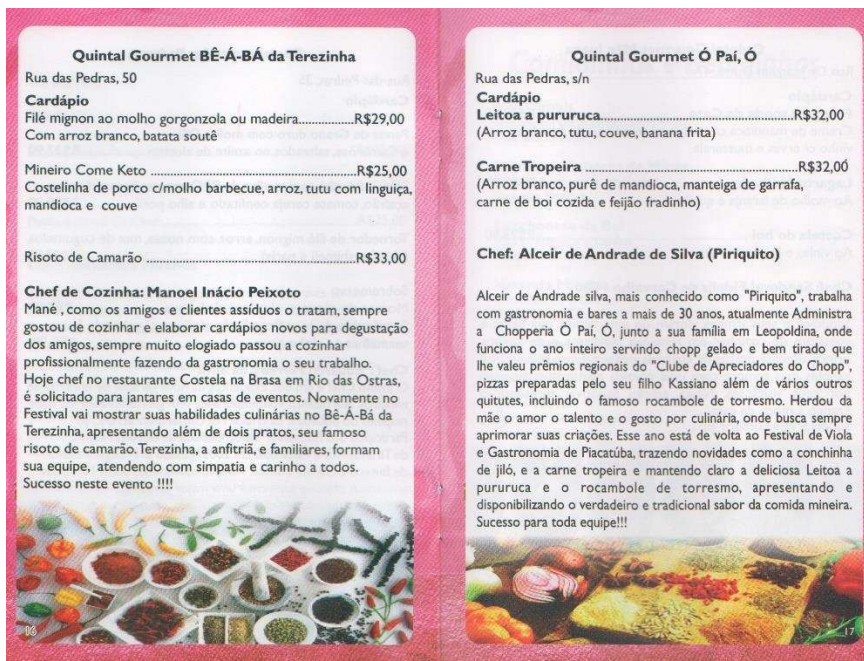 Quintal Gourmet BÊ-Á-BÁ da Terezinha
Rua das Pedras, 50
Cardápio
Filé mignon ao molho gorgonzola ou madeira.............R$29,00
Com arroz branco, batata soutê
Mineiro Come Keto ................................................R$25,00
Costelinha de porco c/molho barbecue, arroz, tutu com linguiça,
mandioca e couve
Risoto de Camarão ..................................................R$33,00
Chef de Cozinha: Manoel Inácio Peixoto
Mané , como os amigos e clientes assíduos o tratam, sempre
gostou de cozinhar e elaborar cardápios novos para degustação
dos amigos, sempre muito elogiado passou a cozinhar
profissionalmente fazendo da gastronomia o seu trabalho.
Hoje chef no restaurante Costela na Brasa em Rio das Ostras,
é solicitado para jantares em casas de eventos. Novamente no
Festival vai mostrar suas habilidades culinárias no Bê-Á-Bá da
Terezinha, apresentando além de dois pratos, seu famoso
risoto de camarão. Terezinha, a anfitriã, e familiares, formam
sua equipe, atendendo com simpatia e carinho a todos.
Sucesso neste evento !!!!
16
Quintal Gourmet Ó Paí, Ó
Rua das Pedras, s/n
Cardápio
Leitoa a pururuca....................................................R$32,00
(Arroz branco, tutu, couve, banana frita)
Carne Tropeira ........................................................R$32,00
(Arroz branco, purê de mandioca, manteiga de garrafa,
carne de boi cozida e feijão fradinho)
Chef: Alceir de Andrade de Silva (Piriquito)
Alceir de Andrade silva, mais conhecido como "Piriquito", trabalha
com gastronomia e bares a mais de 30 anos, atualmente Administra
a Chopperia Ò Paí, Ó, junto a sua família em Leopoldina, onde
funciona o ano inteiro servindo chopp gelado e bem tirado que
lhe valeu prêmios regionais do "Clube de Apreciadores do Chopp",
pizzas preparadas pelo seu filho Kassiano além de vários outros
quitutes, incluindo o famoso rocambole de torresmo. Herdou da
mãe o amor o talento e o gosto por culinária, onde busca sempre
aprimorar suas criações. Esse ano está de volta ao Festival de Viola
e Gastronomia de Piacatúba, trazendo novidades como a conchinha
de jiló, e a carne tropeira e mantendo claro a deliciosa Leitoa a
pururuca e o rocambole de torresmo, apresentando e
disponibilizando o verdadeiro e tradicional sabor da comida mineira.
Sucesso para toda equipe!!!
17